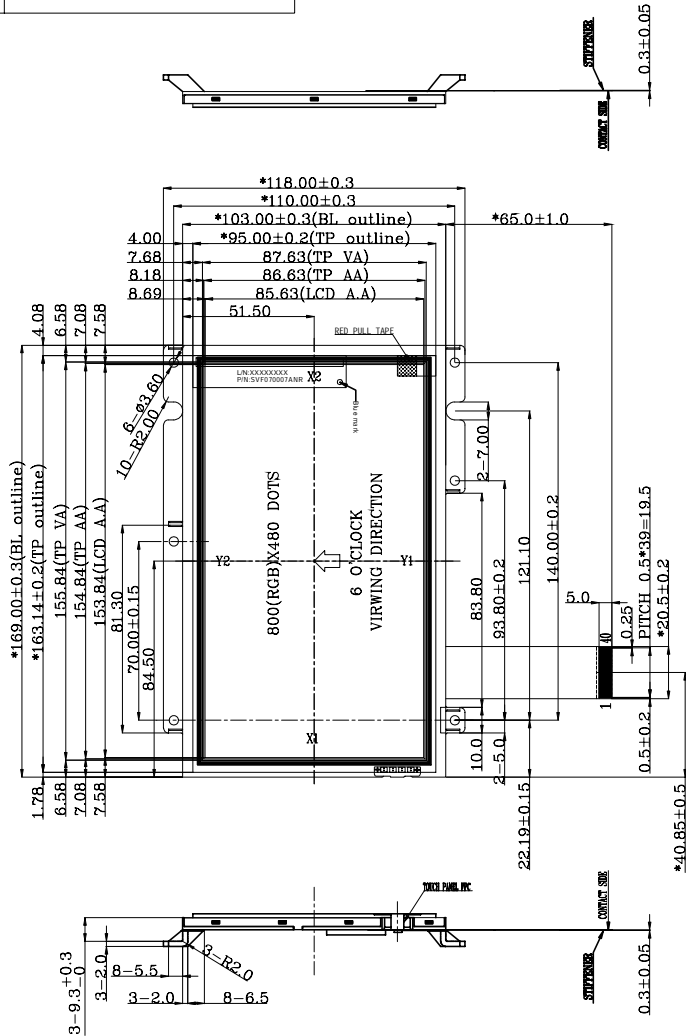 STIFFENER
0.3±0.05
CONTACT SIDE
*118.00±0.3
*110.00±0.3
*103.00±0.3(BL outline)
*65.0±1.0
4.00
*95.00±0.2(TP outline)
7.68
87.63(TP VA)
8.18
86.63(TP AA)
8.69
85.63(LCD A.A)
51.50
RED PULL TAPE
4.08
6.58
7.08
7.58
L/N:XXXXXXXX
P/N:SVF070007ANR
X2
Blue mark
6-ø3.60
10-R2.00
2-7.00
*169.00±0.3(BL outline)
*163.14±0.2(TP outline)
155.84(TP VA)
154.84(TP AA)
153.84(LCD A.A)
81.30
70.00±0.15
84.50
Y2
800(RGB)X480 DOTS
6 O'CLOCK
VIRWING DIRECTION
Y1
X1
83.80
93.80±0.2
121.10
140.00±0.2
5.0
40
1
0.25
PITCH 0.5*39=19.5
*20.5±0.2
0.5±0.2
10.0
2-5.0
22.19±0.15
*40.85±0.5
1.78
6.58
7.08
7.58
TOUCH PANEL FPC
CONTACT SIDE
STIFFENER
0.3±0.05
3-9.3+0.3
-0
3-2.0
8-5.5
3-R2.0
3-2.0
8-6.5